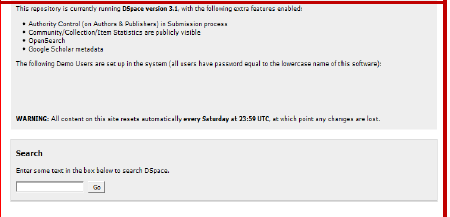 This repository is currently running DSpace version 3.1, with the following extra features enabled:
• Authority Control (on Authors & Publishers) in Submission process
• Community/Collection/Item Statistics are publicly visible
• OpenSearch
• Google Scholar metadata
The following Demo Users are set up in the system (all users have password equal to the lowercase name of this software):
WARNING: All content on this site resets automatically every Saturday at 23:59 UTC, at which point any changes are lost.
Search
Enter some text in the box below to search DSpace.
Go